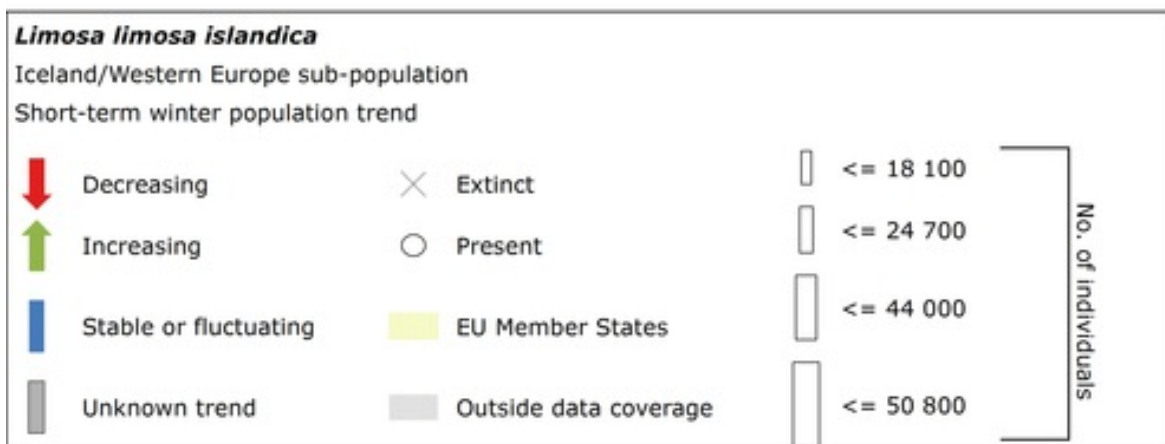 Limosa limosa islandica
Iceland/Western Europe sub-population
Short-term winter population trend
Decreasing
Increasing
Stable or fluctuating
Unknown trend
Extinct
Present
EU Member States
Outside data coverage
<= 18 100
<= 24 700
<= 44 000
<= 50 800
No. of individuals